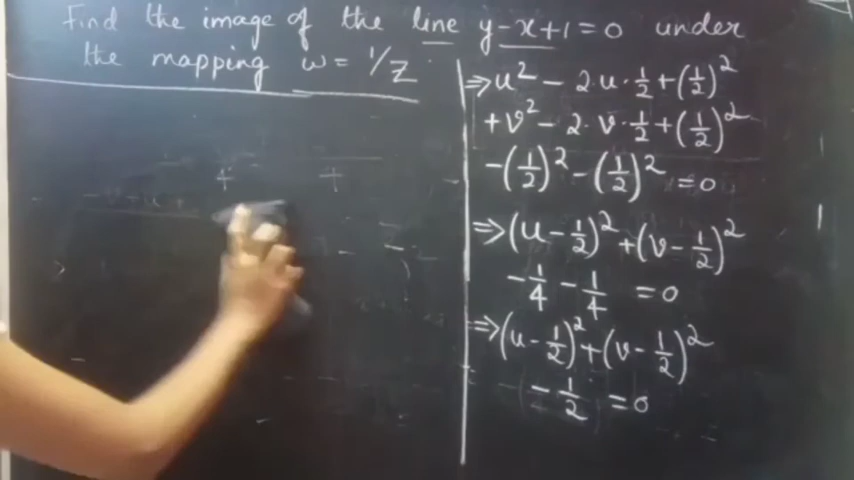 Find the image of the line y-x+1=0 under
the mapping w = 1/Z.
⇒ u² - 2·u·1/2 + (1/2)²
+ v² - 2·v·1/2 + (1/2)²
- (1/2)² - (1/2)² = 0
⇒ (u - 1/2)² + (v - 1/2)²
- 1/4 - 1/4 = 0
⇒ (u - 1/2)² + (v - 1/2)²
- 1/2 = 0